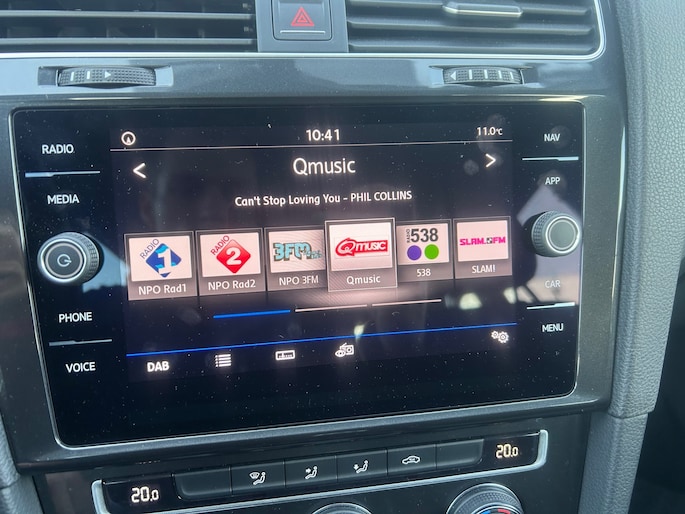 10:41
11.0°C
RADIO
MEDIA
PHONE
VOICE
NAV
APP
CAR
MENU
< Qmusic >
Can't Stop Loving You - PHIL COLLINS
RADIO 1
RADIO 2
3FM
Qmusic
RADIO 538
SLAM!FM
NPO Rad1
NPO Rad2
NPO 3FM
Qmusic
538
SLAM!
DAB
20.0
20.0